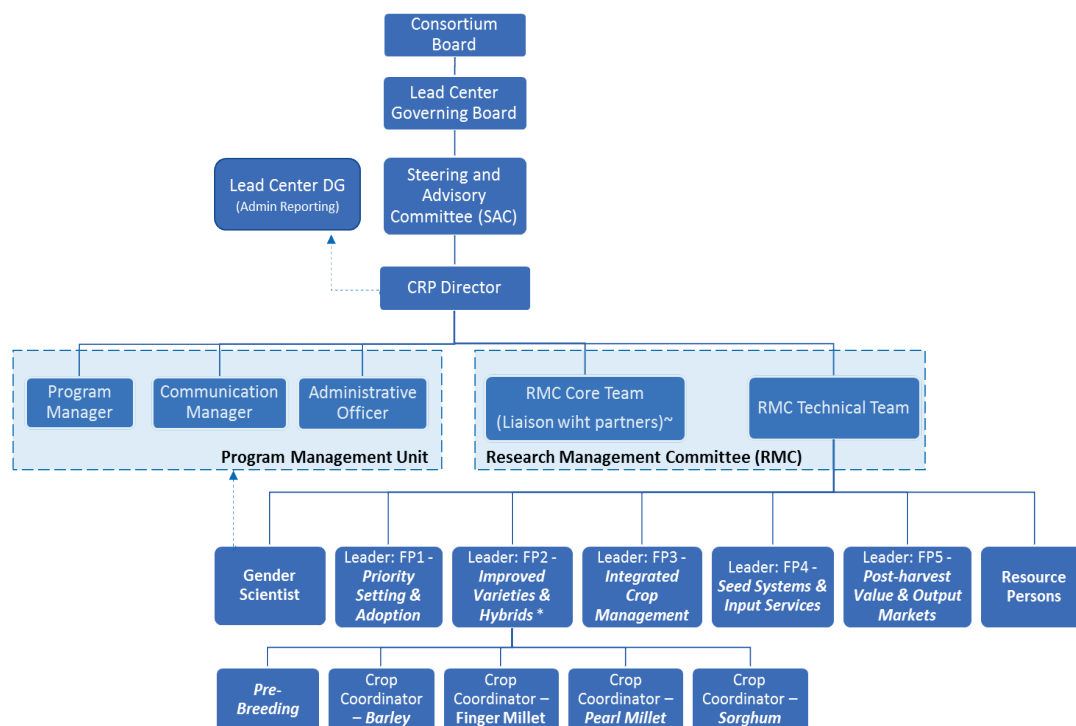 Consortium
Board
Lead Center
Governing Board
Steering and
Advisory
Committee (SAC)
Lead Center DG
(Admin Reporting)
CRP Director
Program
Manager
Communication
Manager
Administrative
Officer
Program Management Unit
RMC Core Team
(Liaison wiht partners)~
RMC Technical Team
Research Management Committee (RMC)
Gender
Scientist
Leader: FP1 -
Priority
Setting &
Adoption
Leader: FP2 -
Improved
Varieties &
Hybrids *
Leader: FP3 -
Integrated
Crop
Management
Leader: FP4 -
Seed Systems &
Input Services
Leader: FP5 -
Post-harvest
Value & Output
Markets
Resource
Persons
Pre-
Breeding
Crop
Coordinator
– Barley
Crop
Coordinator –
Finger Millet
Crop
Coordinator –
Pearl Millet
Crop
Coordinator –
Sorghum